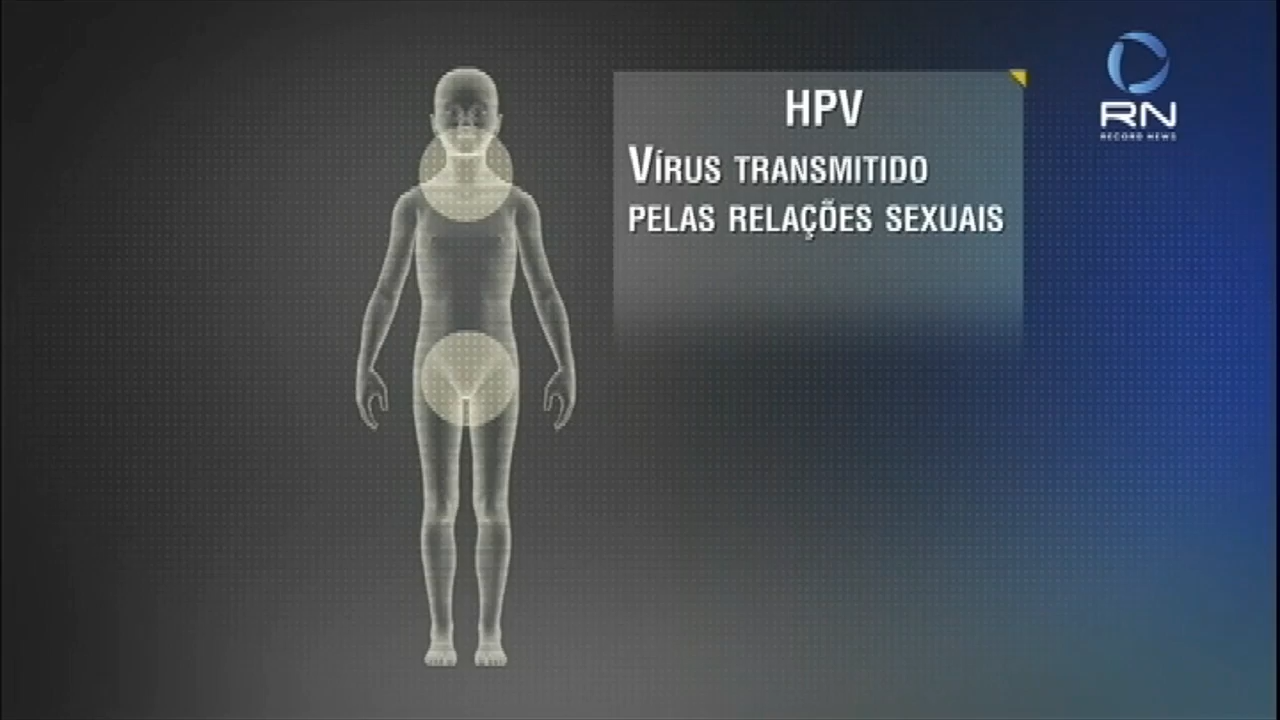 HPV
VÍRUS TRANSMITIDO
PELAS RELAÇÕES SEXUAIS
RN
RECORD NEWS